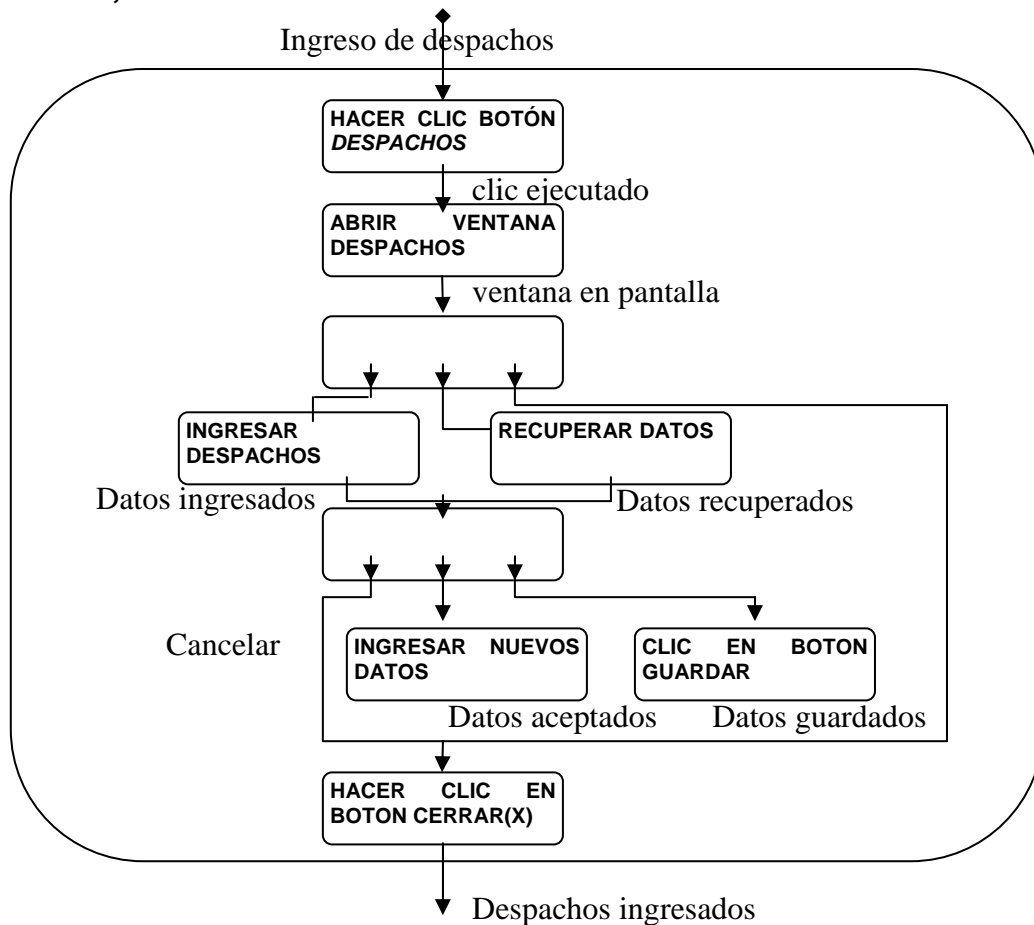 Ingreso de despachos
HACER CLIC BOTÓN
DESPACHOS
clic ejecutado
ABRIR VENTANA
DESPACHOS
ventana en pantalla
INGRESAR
DESPACHOS
RECUPERAR DATOS
Datos ingresados
Datos recuperados
Cancelar
INGRESAR NUEVOS
DATOS
CLIC EN BOTON
GUARDAR
Datos aceptados
Datos guardados
HACER CLIC EN
BOTON CERRAR(X)
Despachos ingresados